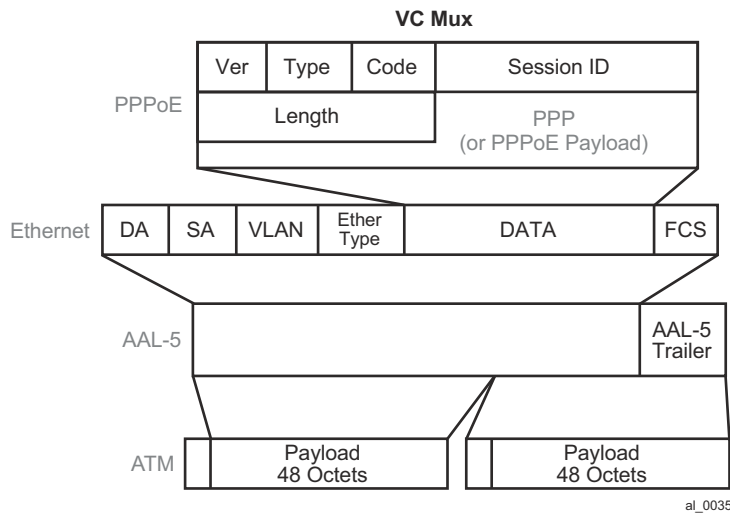 VC Mux
Ver Type Code Session ID
PPPoE
Length
PPP
(or PPPoE Payload)
Ethernet
DA SA VLAN
Ether
Type
DATA FCS
AAL-5
AAL-5
Trailer
ATM
Payload
48 Octets
Payload
48 Octets
al_0035